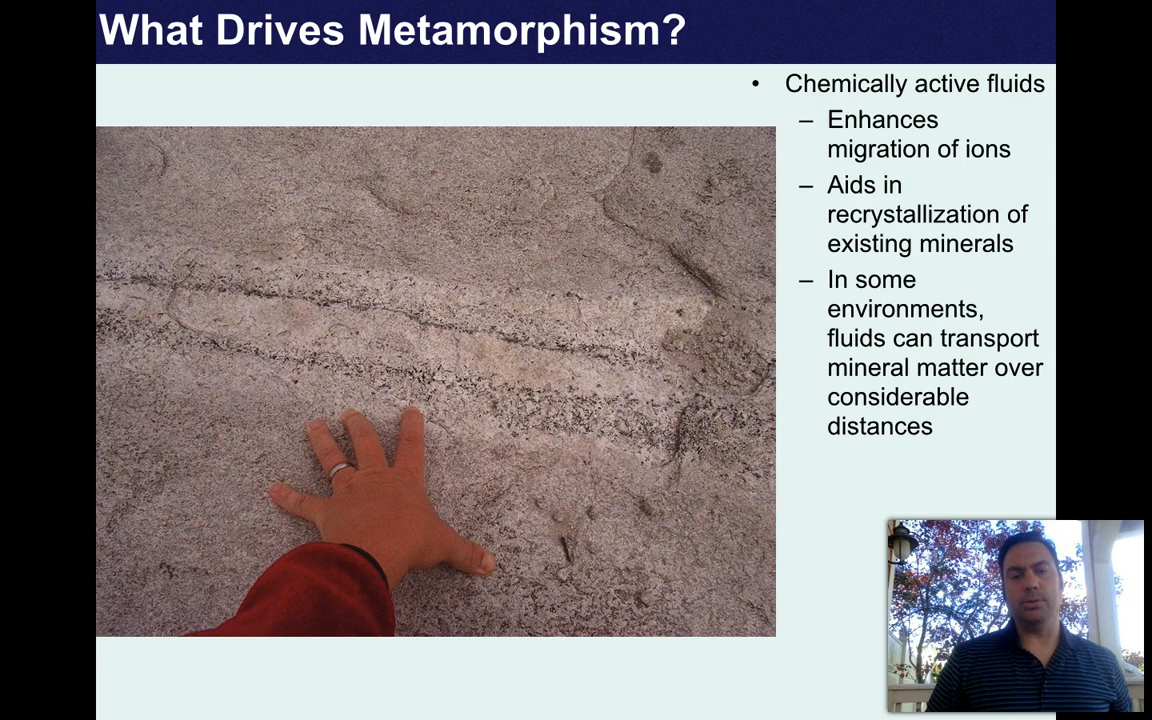 What Drives Metamorphism?
• Chemically active fluids
– Enhances
migration of ions
– Aids in
recrystallization of
existing minerals
– In some
environments,
fluids can transport
mineral matter over
considerable
distances